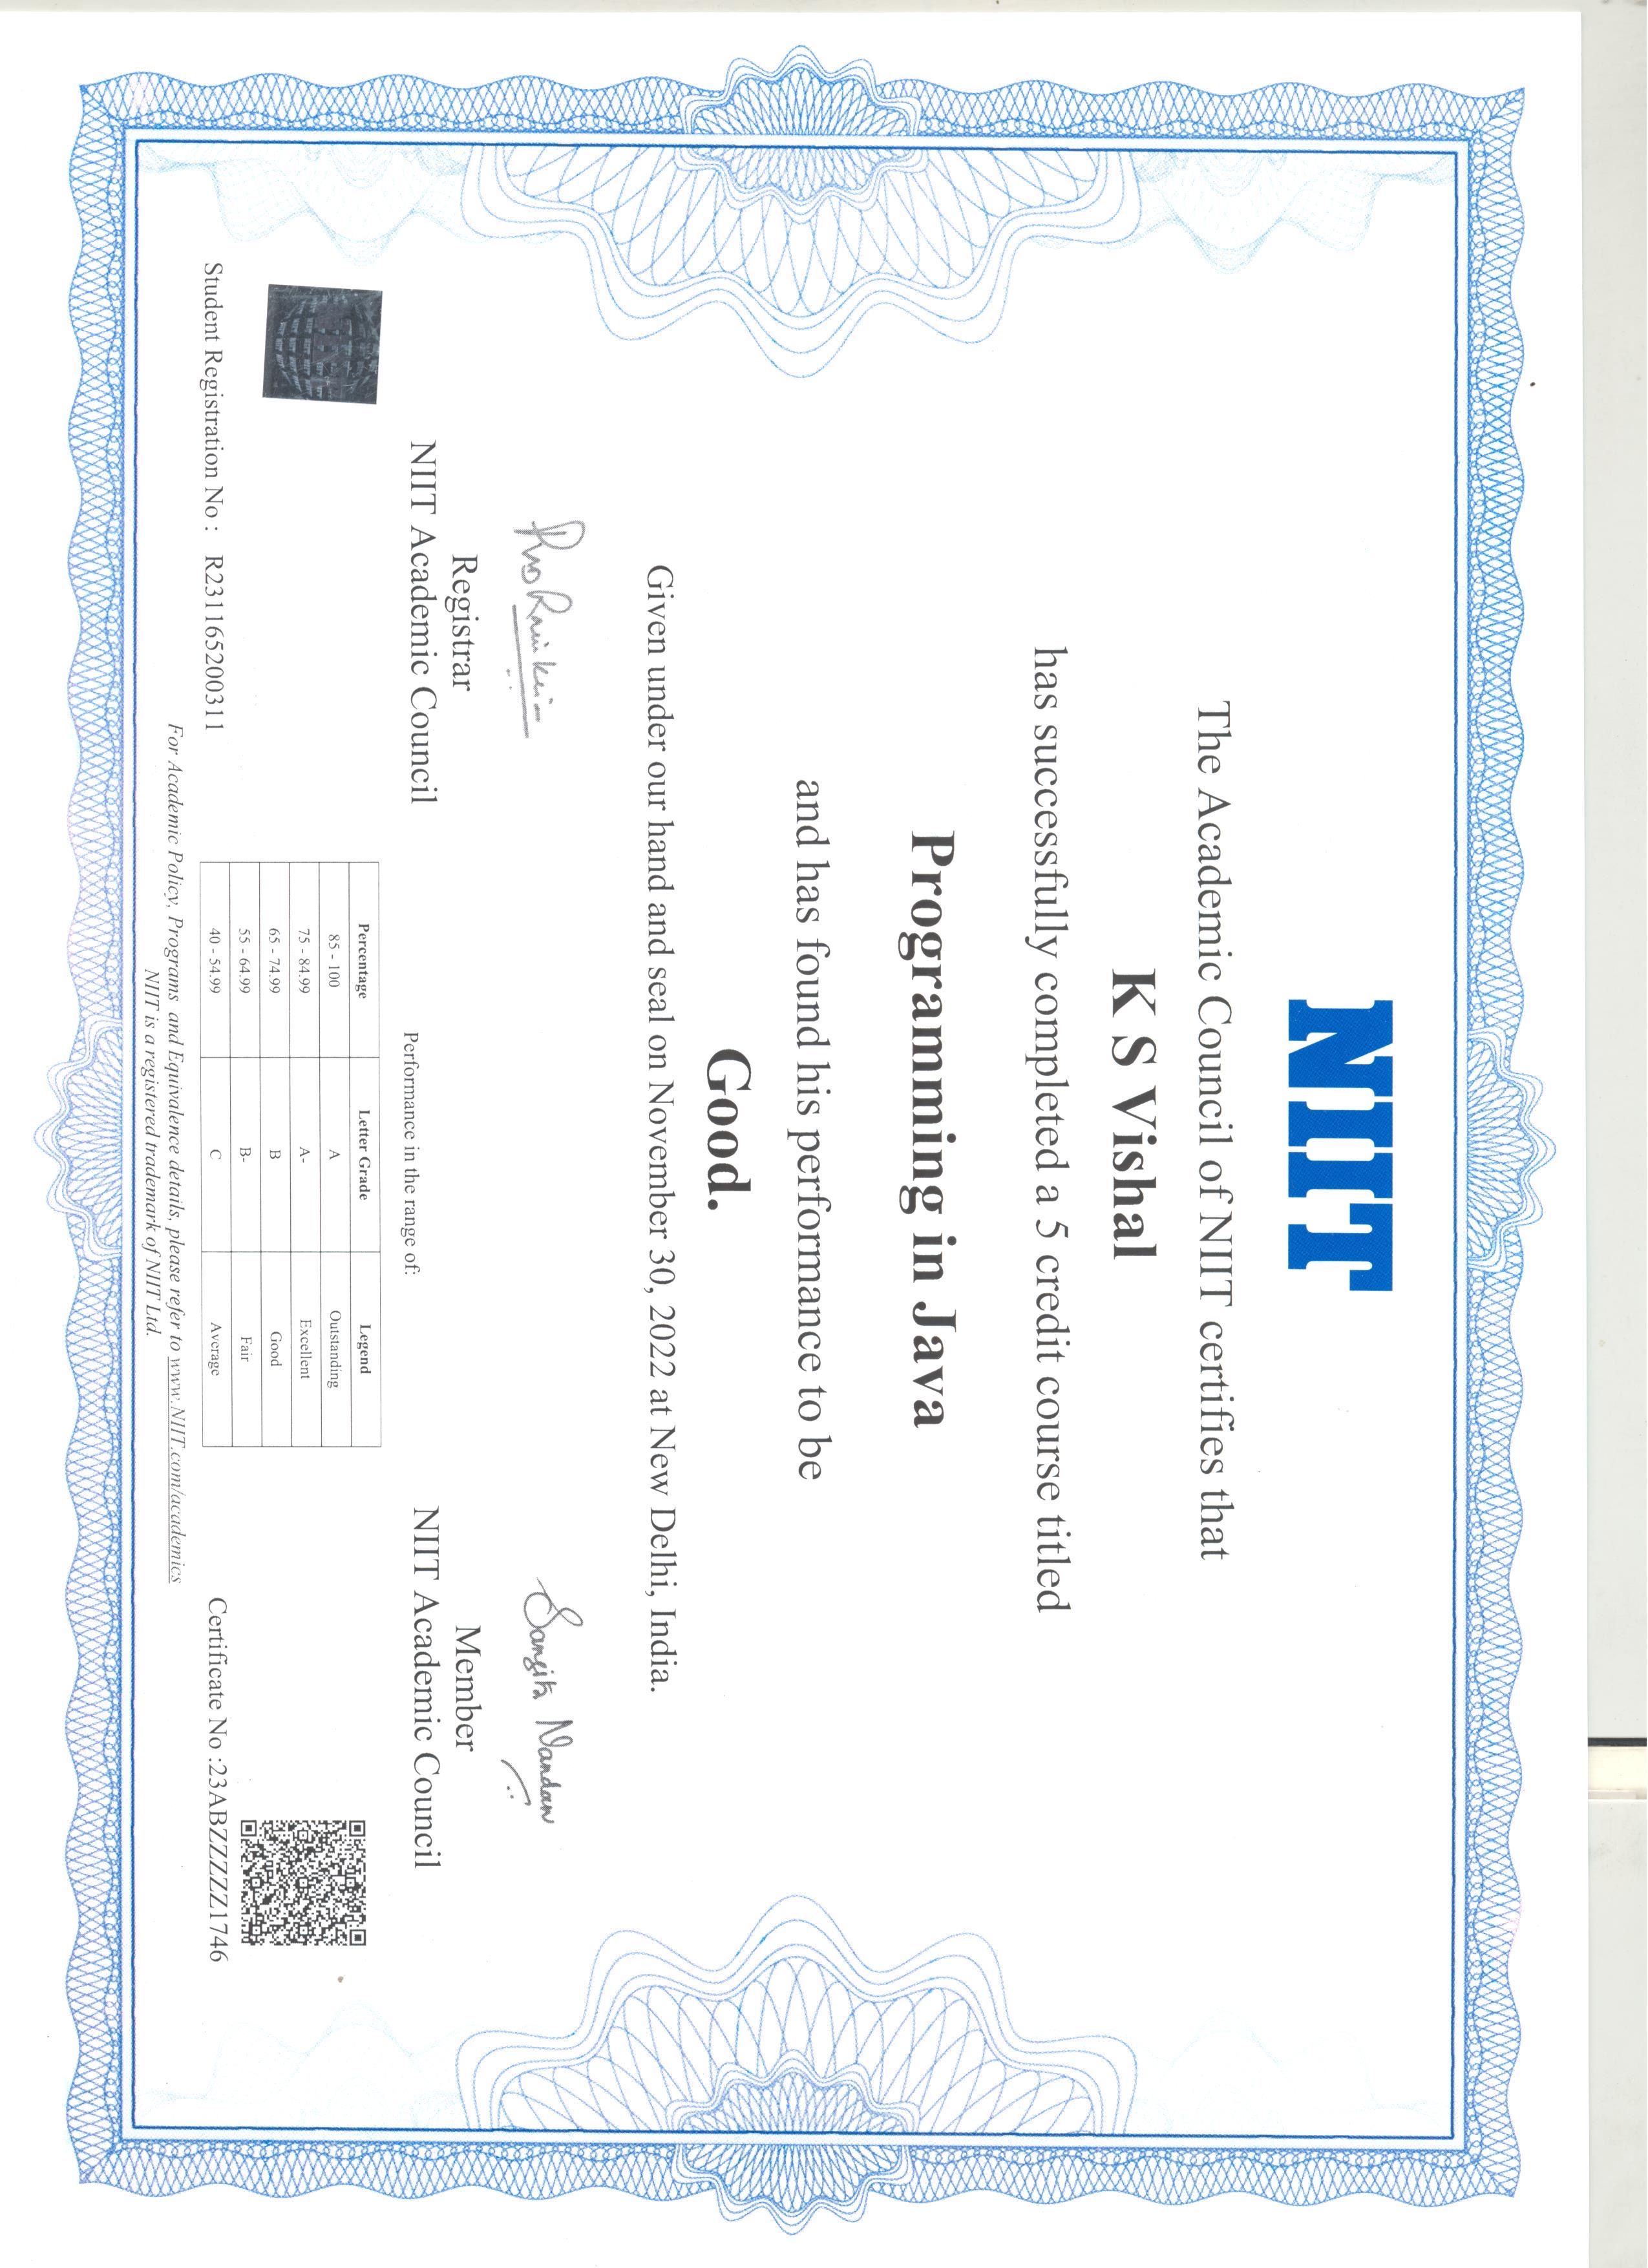 NIIT
The Academic Council of NIIT certifies that
K S Vishal
has successfully completed a 5 credit course titled
Programming in Java
and has found his performance to be
Good.
Given under our hand and seal on November 30, 2022 at New Delhi, India.
Sangita Nandan
Registrar
NIIT Academic Council
Member
NIIT Academic Council
Performance in the range of:
Percentage Letter Grade Legend
85 - 100 A Outstanding
75 - 84.99 A- Excellent
65 - 74.99 B Good
55 - 64.99 B- Fair
40 - 54.99 C Average
Student Registration No : R231165200311
Certificate No :23ABZZZZZ1746
For Academic Policy, Programs and Equivalence details, please refer to www.NIIT.com/academics
NIIT is a registered trademark of NIIT Ltd.